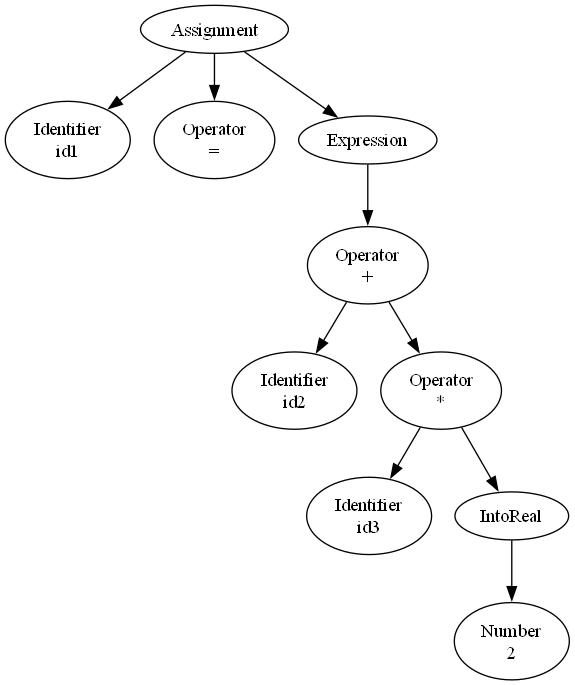 Assignment
Identifier
id1
Operator
=
Expression
Operator
+
Identifier
id2
Operator
*
Identifier
id3
IntoReal
Number
2